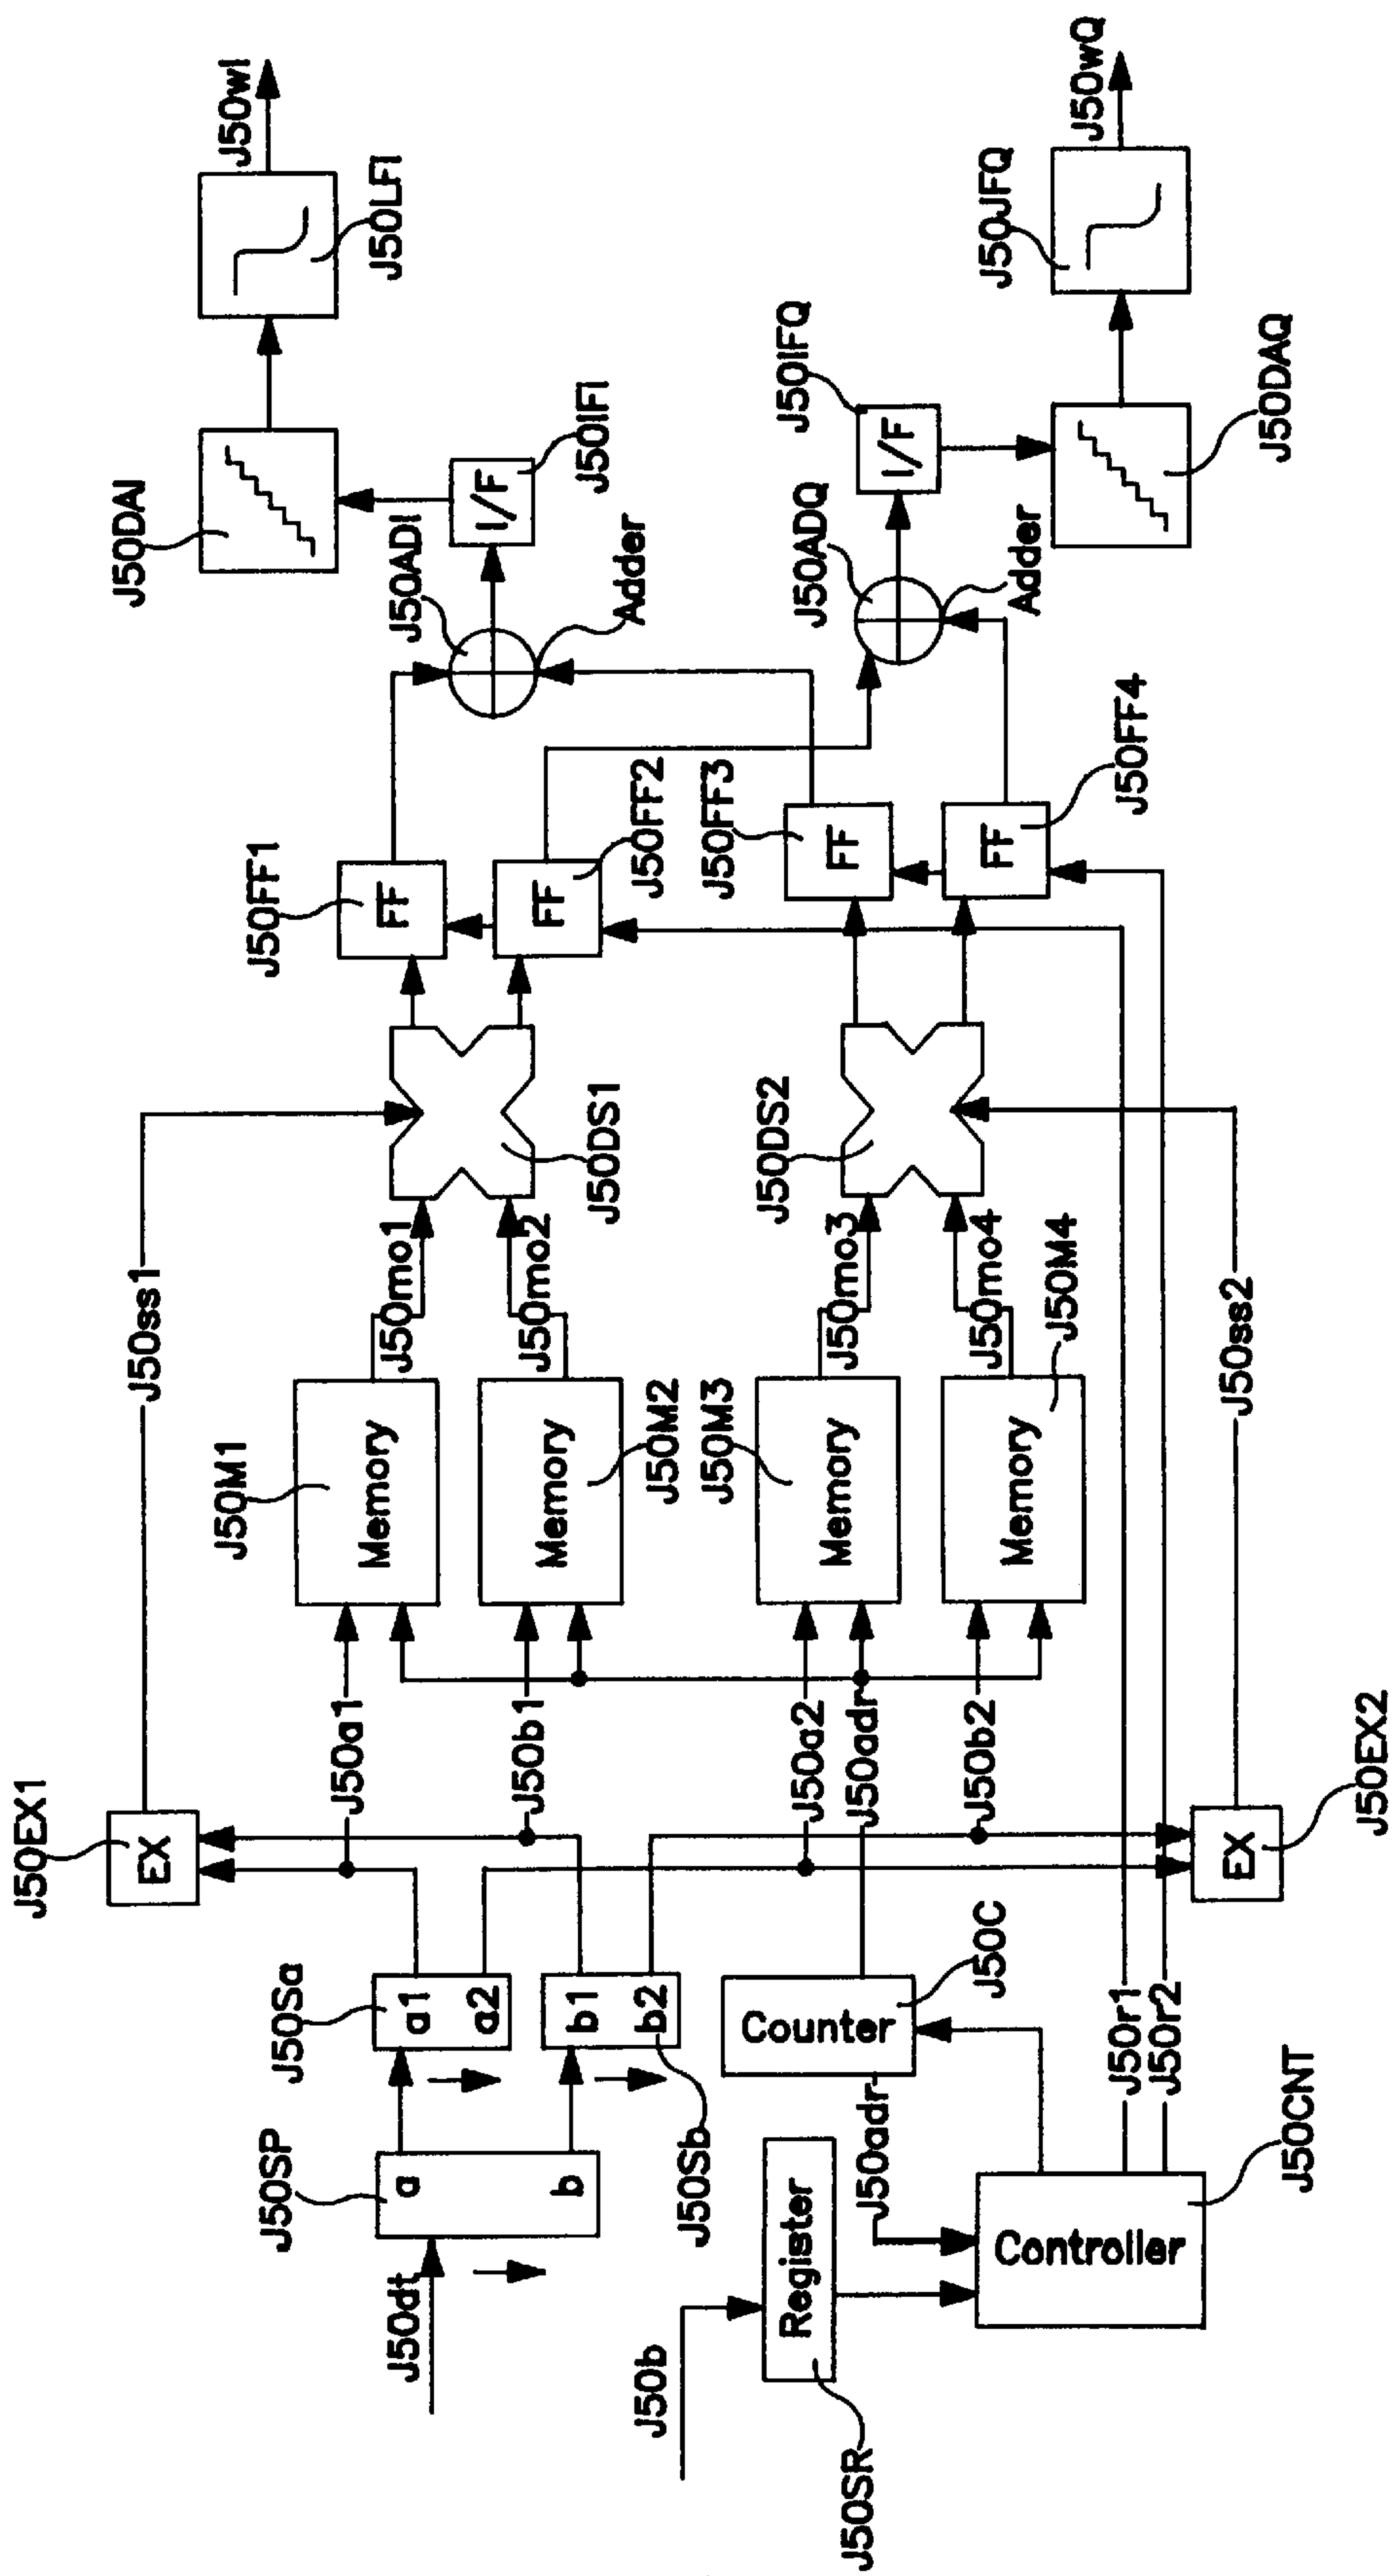 J50EX1
EX
J50ss1
J50DAI
J50LFI
J50wI
J50SP
J50Sa
J50a1
J50M1
Memory
J50mo1
J50FF1
FF
J50ADI
I/F
J50IFI
Adder
J50dt
a
b
a1
a2
b1
b2
J50b1
Memory
J50M2
J50mo2
J50DS1
FF
J50FF2
J50Sb
J50b
Register
J50SR
J50adr
Counter
J50C
J50a2
J50adr
J50M3
Memory
J50mo3
J50DS2
J50FF3
FF
J50ADQ
I/F
J50IFQ
Adder
J50JFQ
J50wQ
J50b2
Memory
J50M4
J50mo4
FF
J50FF4
J50DAQ
Controller
J50CNT
J50r1
J50r2
EX
J50EX2
J50ss2